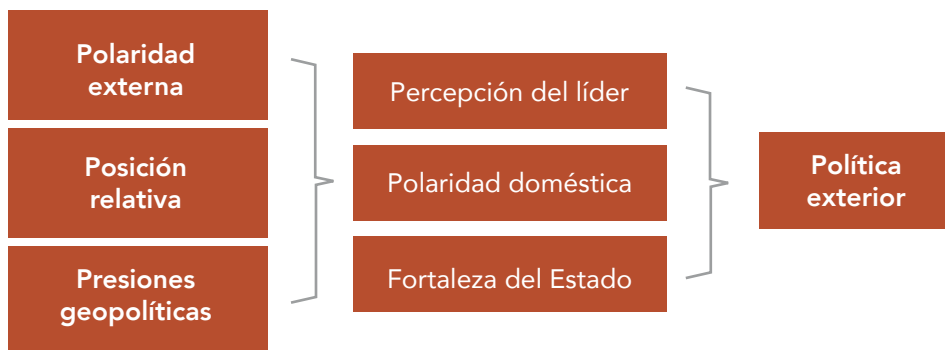 Polaridad
externa
Posición
relativa
Presiones
geopolíticas
Percepción del líder
Polaridad doméstica
Fortaleza del Estado
Política
exterior